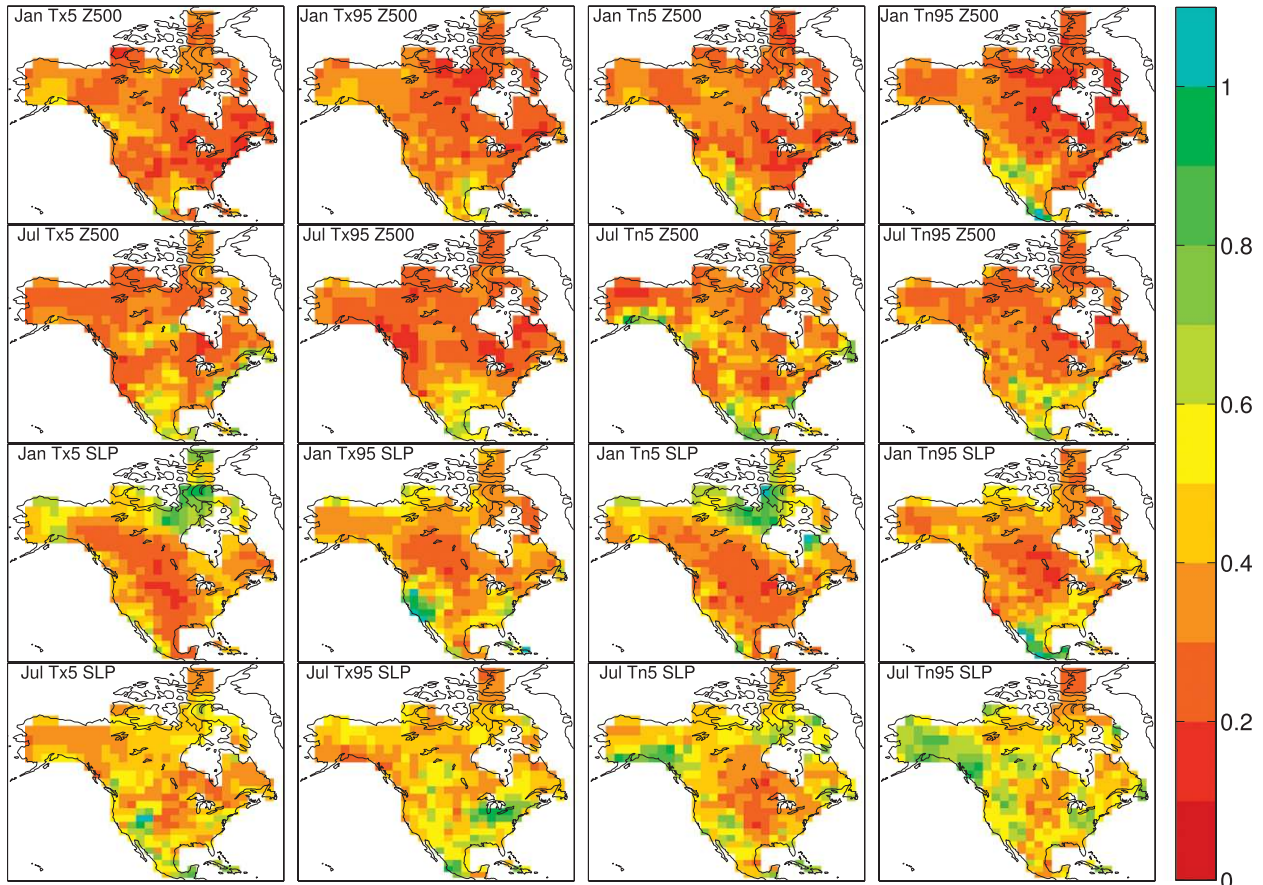 Jan Tx5 Z500
Jan Tx95 Z500
Jan Tn5 Z500
Jan Tn95 Z500
Jul Tx5 Z500
Jul Tx95 Z500
Jul Tn5 Z500
Jul Tn95 Z500
Jan Tx5 SLP
Jan Tx95 SLP
Jan Tn5 SLP
Jan Tn95 SLP
Jul Tx5 SLP
Jul Tx95 SLP
Jul Tn5 SLP
Jul Tn95 SLP
1
0.8
0.6
0.4
0.2
0